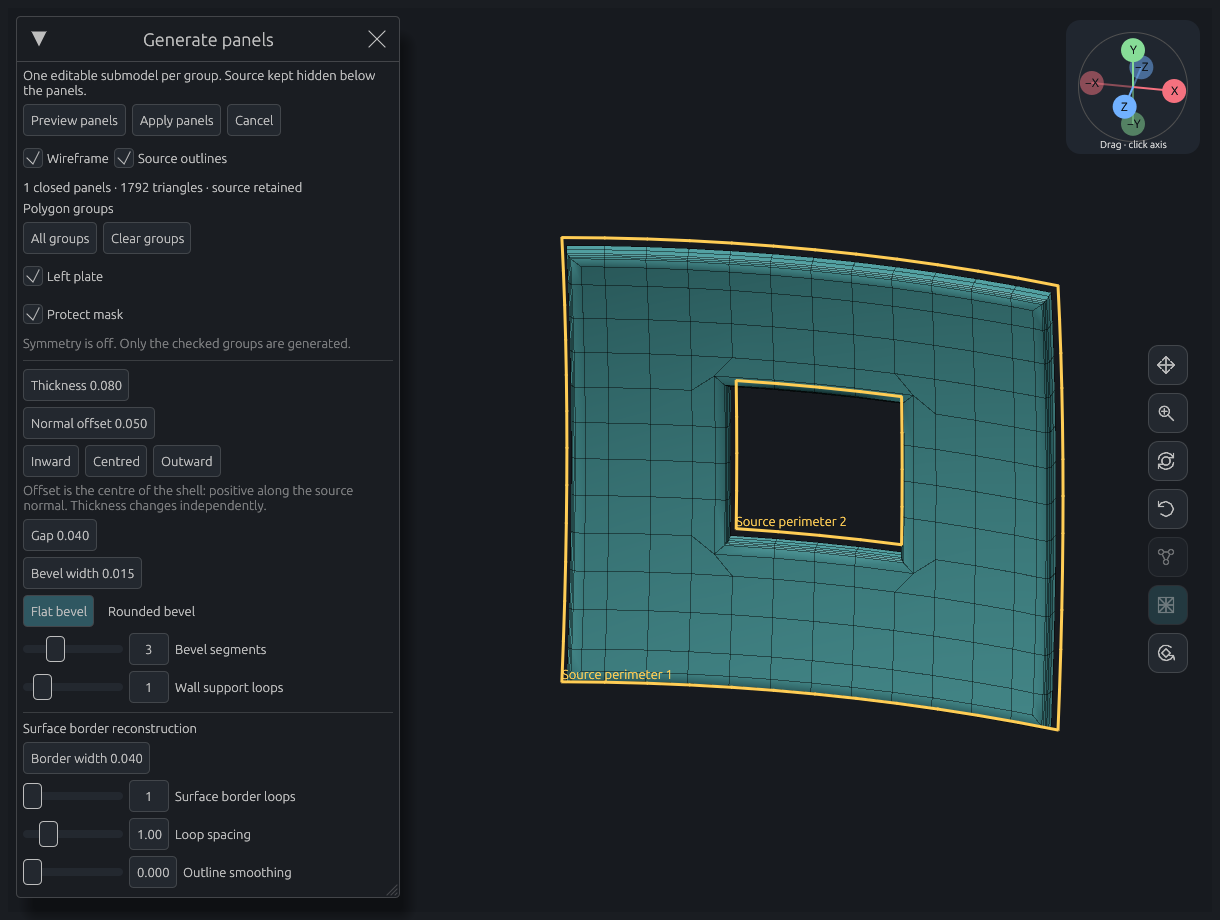 Generate panels
One editable submodel per group. Source kept hidden below
the panels.
Preview panels
Apply panels
Cancel
Wireframe
Source outlines
1 closed panels · 1792 triangles · source retained
Polygon groups
All groups
Clear groups
Left plate
Protect mask
Symmetry is off. Only the checked groups are generated.
Thickness 0.080
Normal offset 0.050
Inward
Centred
Outward
Offset is the centre of the shell: positive along the source
normal. Thickness changes independently.
Gap 0.040
Bevel width 0.015
Flat bevel
Rounded bevel
3 Bevel segments
1 Wall support loops
Surface border reconstruction
Border width 0.040
1 Surface border loops
1.00 Loop spacing
0.000 Outline smoothing
Source perimeter 2
Source perimeter 1
Y
-Z
-X
X
Z
-Y
Drag · click axis